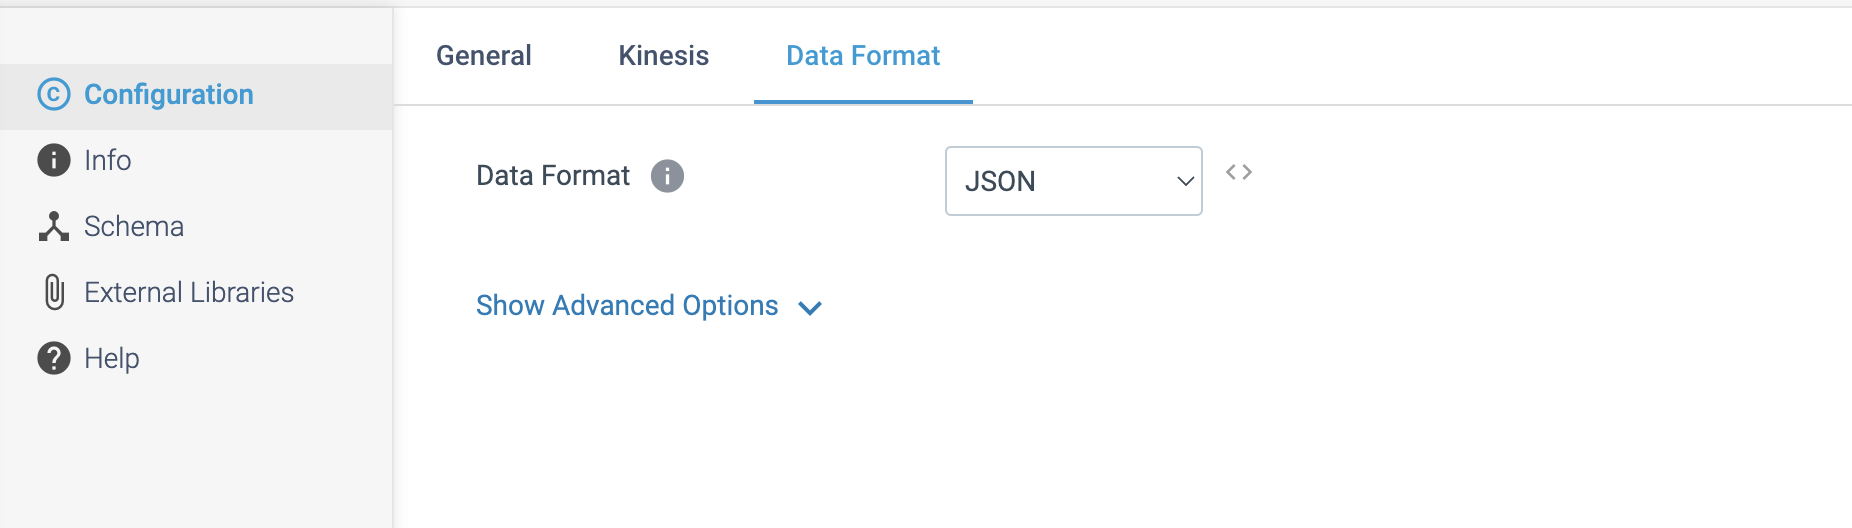 General Kinesis Data Format
Configuration
Info
Schema
External Libraries
Help
Data Format JSON
Show Advanced Options